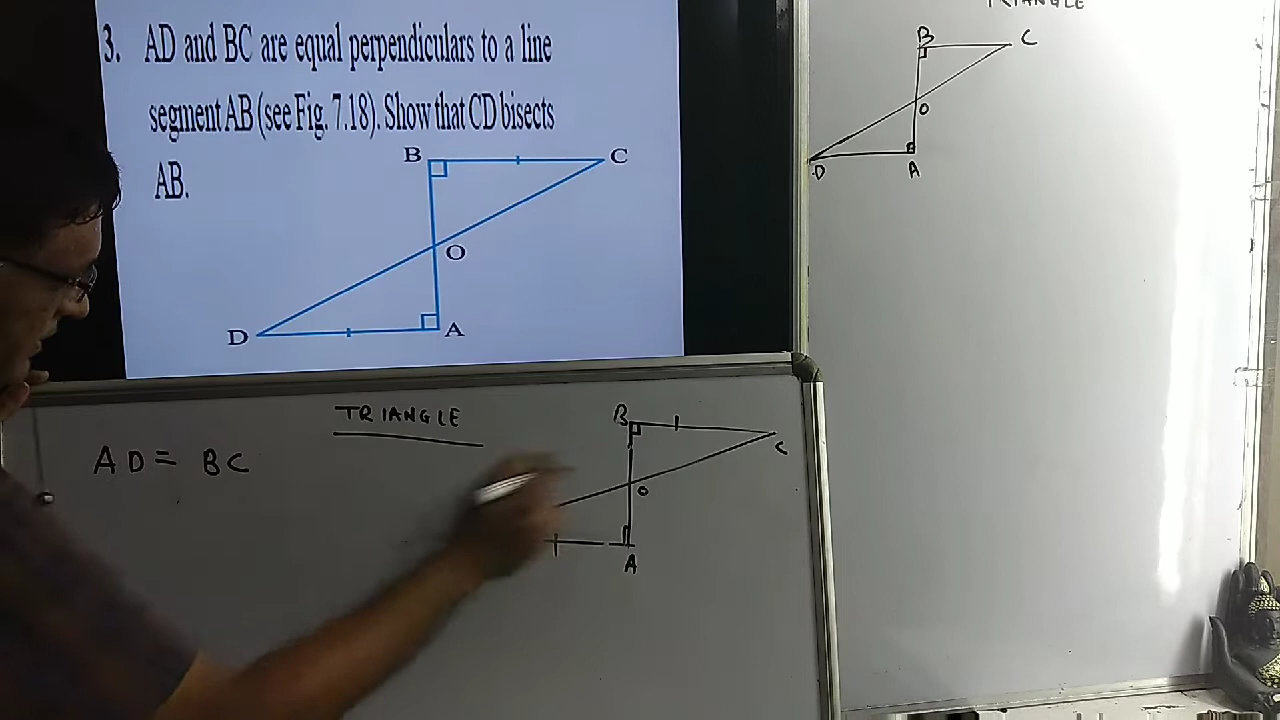 3. AD and BC are equal perpendiculars to a line
segment AB (see Fig. 7.18). Show that CD bisects
AB.
B
C
O
D
A
TRIANGLE
AD = BC
B
C
O
A
TRIANGLE
B
C
O
D
A